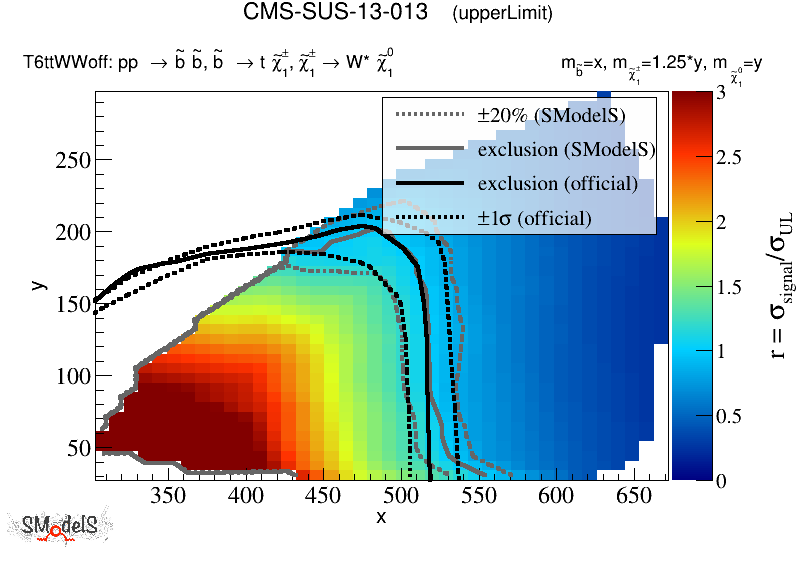 CMS-SUS-13-013 (upperLimit)
T6ttWWoff: pp → b̃ b̃, b̃ → t χ̃₁±, χ̃₁± → W* χ̃₁⁰
m_b̃=x, m_χ̃₁±=1.25*y, m_χ̃₁⁰=y
±20% (SModelS)
exclusion (SModelS)
exclusion (official)
±1σ (official)
250
200
150
100
50
y
350 400 450 500 550 600 650
x
3
2.5
2
1.5
1
0.5
0
r = σ_signal/σ_UL
SModelS